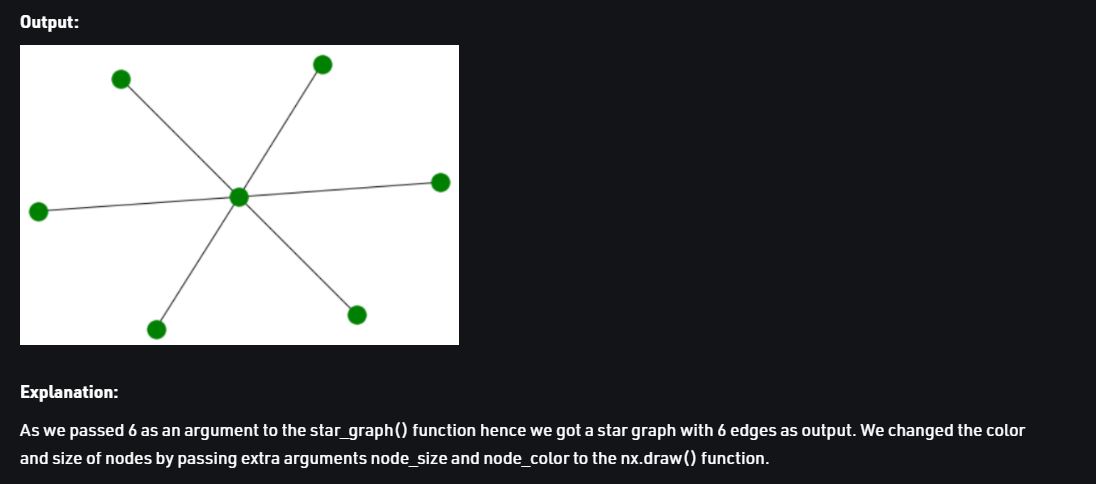 Output:
Explanation:
As we passed 6 as an argument to the star_graph() function hence we got a star graph with 6 edges as output. We changed the color
and size of nodes by passing extra arguments node_size and node_color to the nx.draw() function.